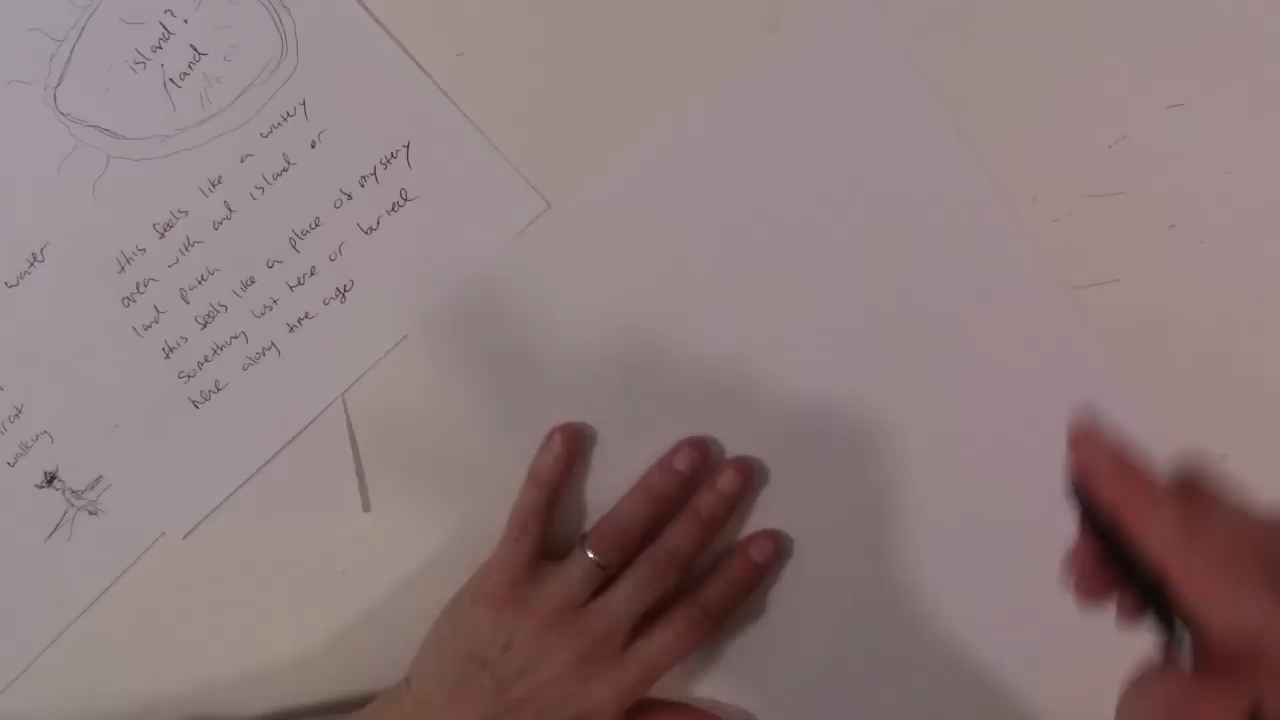 island?
land
this feels like a watery
area with and island or
land patch
this feels like a place of mystery
something lost here or buried
here along time ago
water
walking